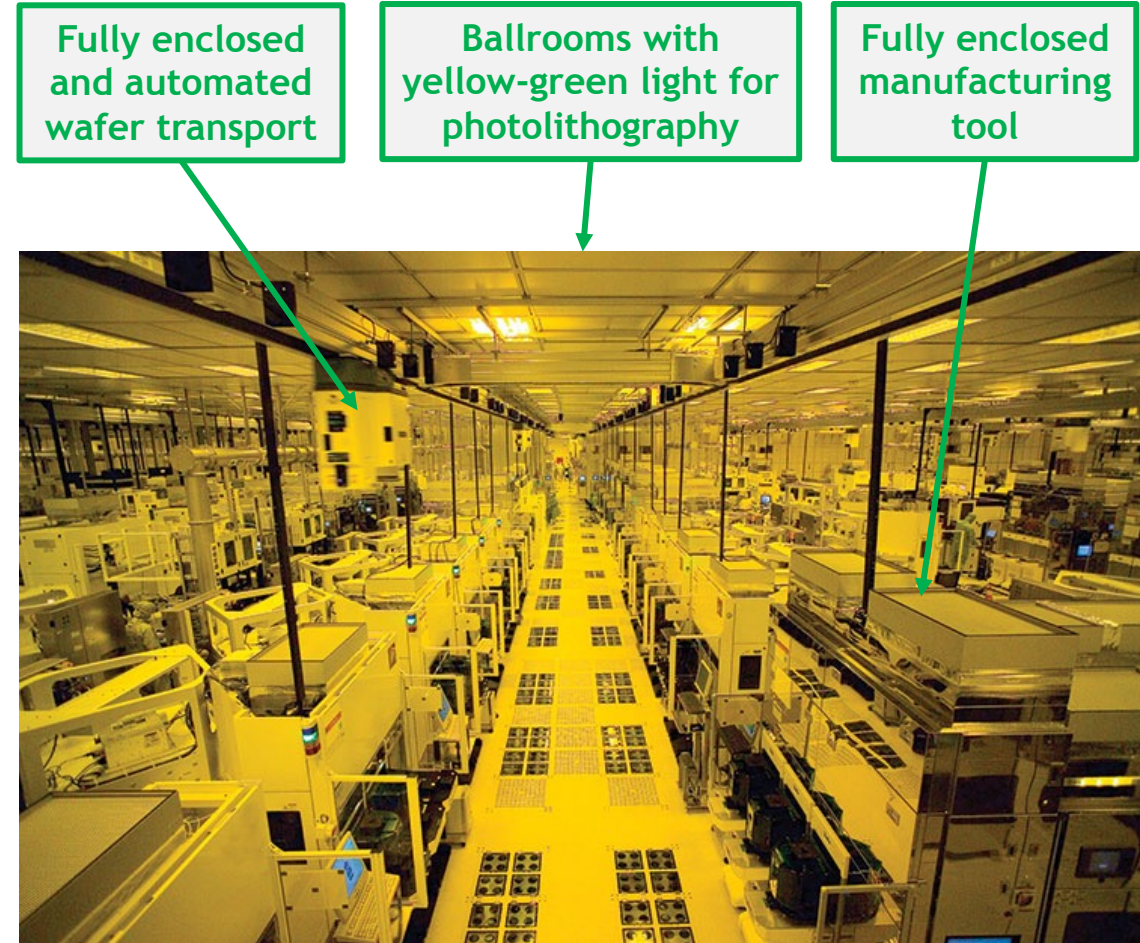 Fully enclosed
and automated
wafer transport
Ballrooms with
yellow-green light for
photolithography
Fully enclosed
manufacturing
tool